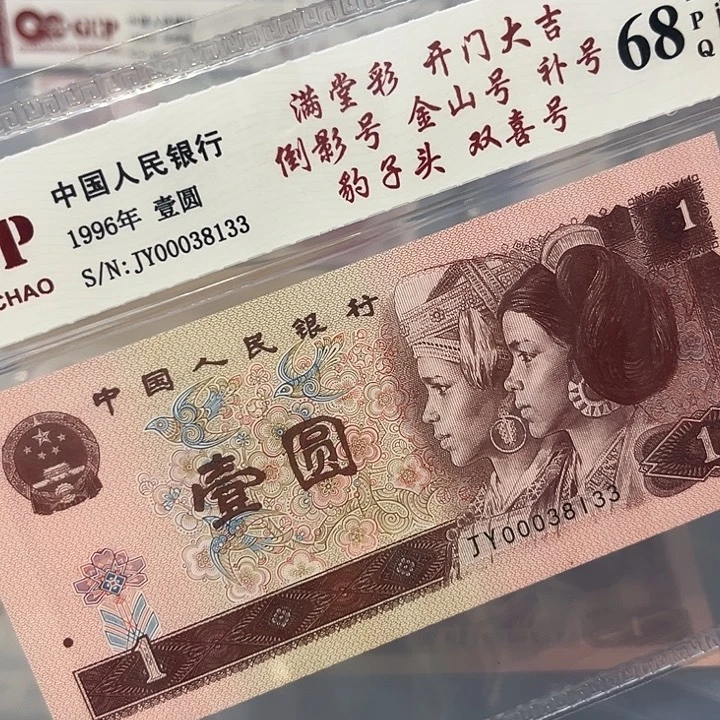 中国人民银行
1996年 壹圆
S/N:JY00038133
满堂彩 开门大吉
倒影号 金山号 补号
豹子头 双喜号
68
P
Q
P
CHAO
中国人民银行
壹圆
JY00038133
1
1
1